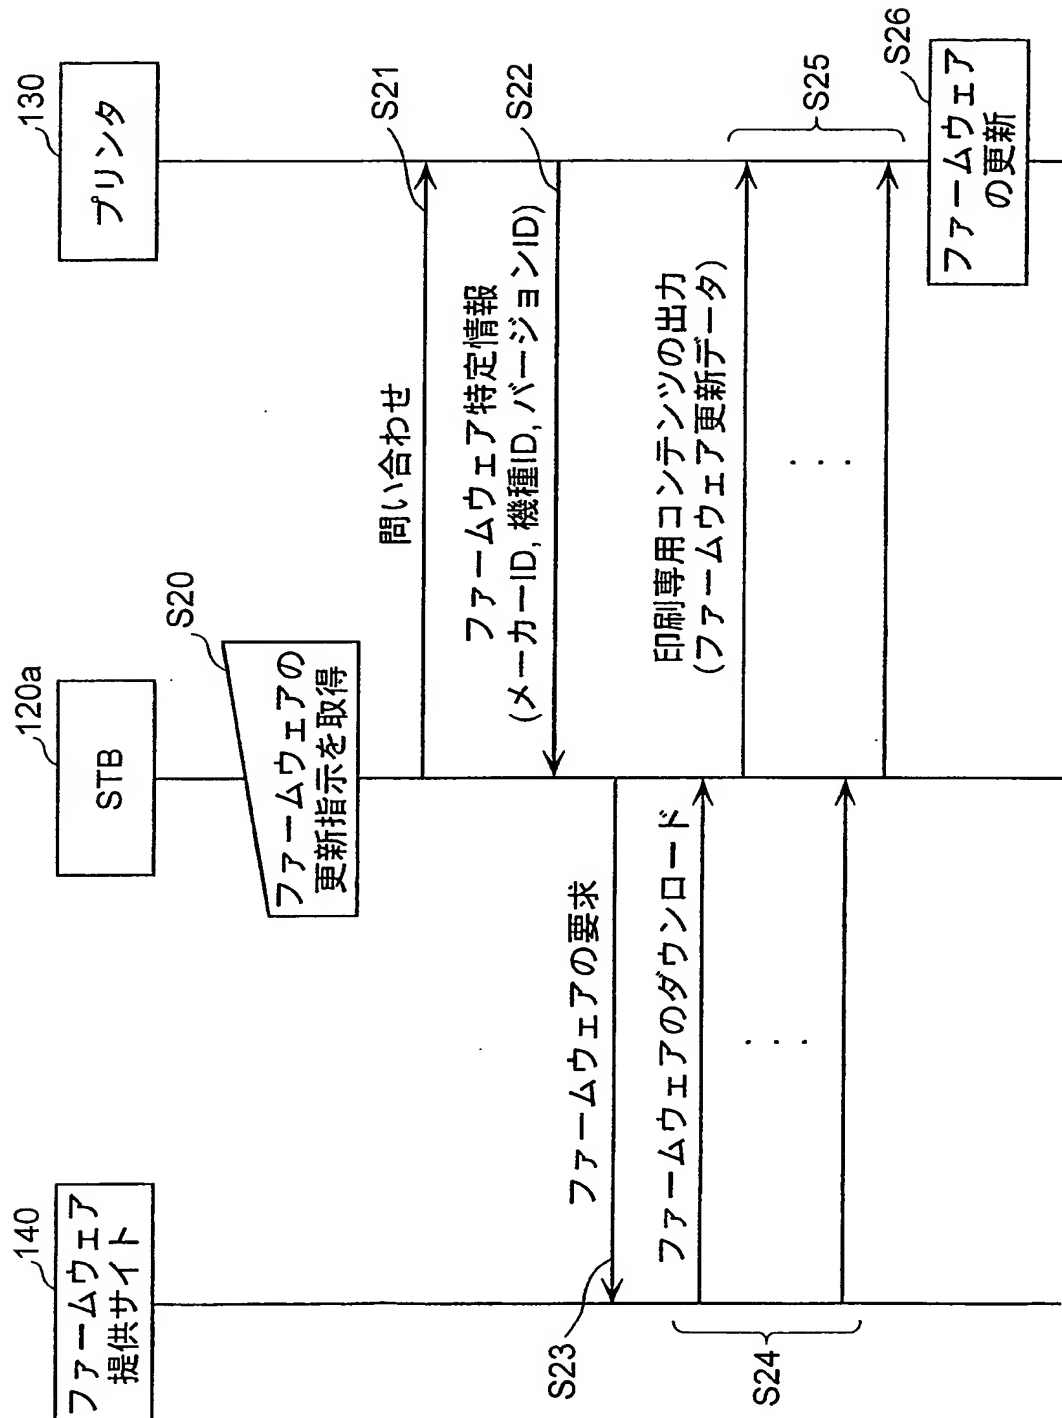 140
ファームウェア
提供サイト
120a
STB
130
プリンタ
S20
ファームウェアの
更新指示を取得
問い合わせ
S21
ファームウェア特定情報
(メーカーID, 機種ID, バージョンID)
S22
ファームウェアの要求
S23
ファームウェアのダウンロード
. . .
S24
印刷専用コンテンツの出力
(ファームウェア更新データ)
. . .
S25
S26
ファームウェア
の更新